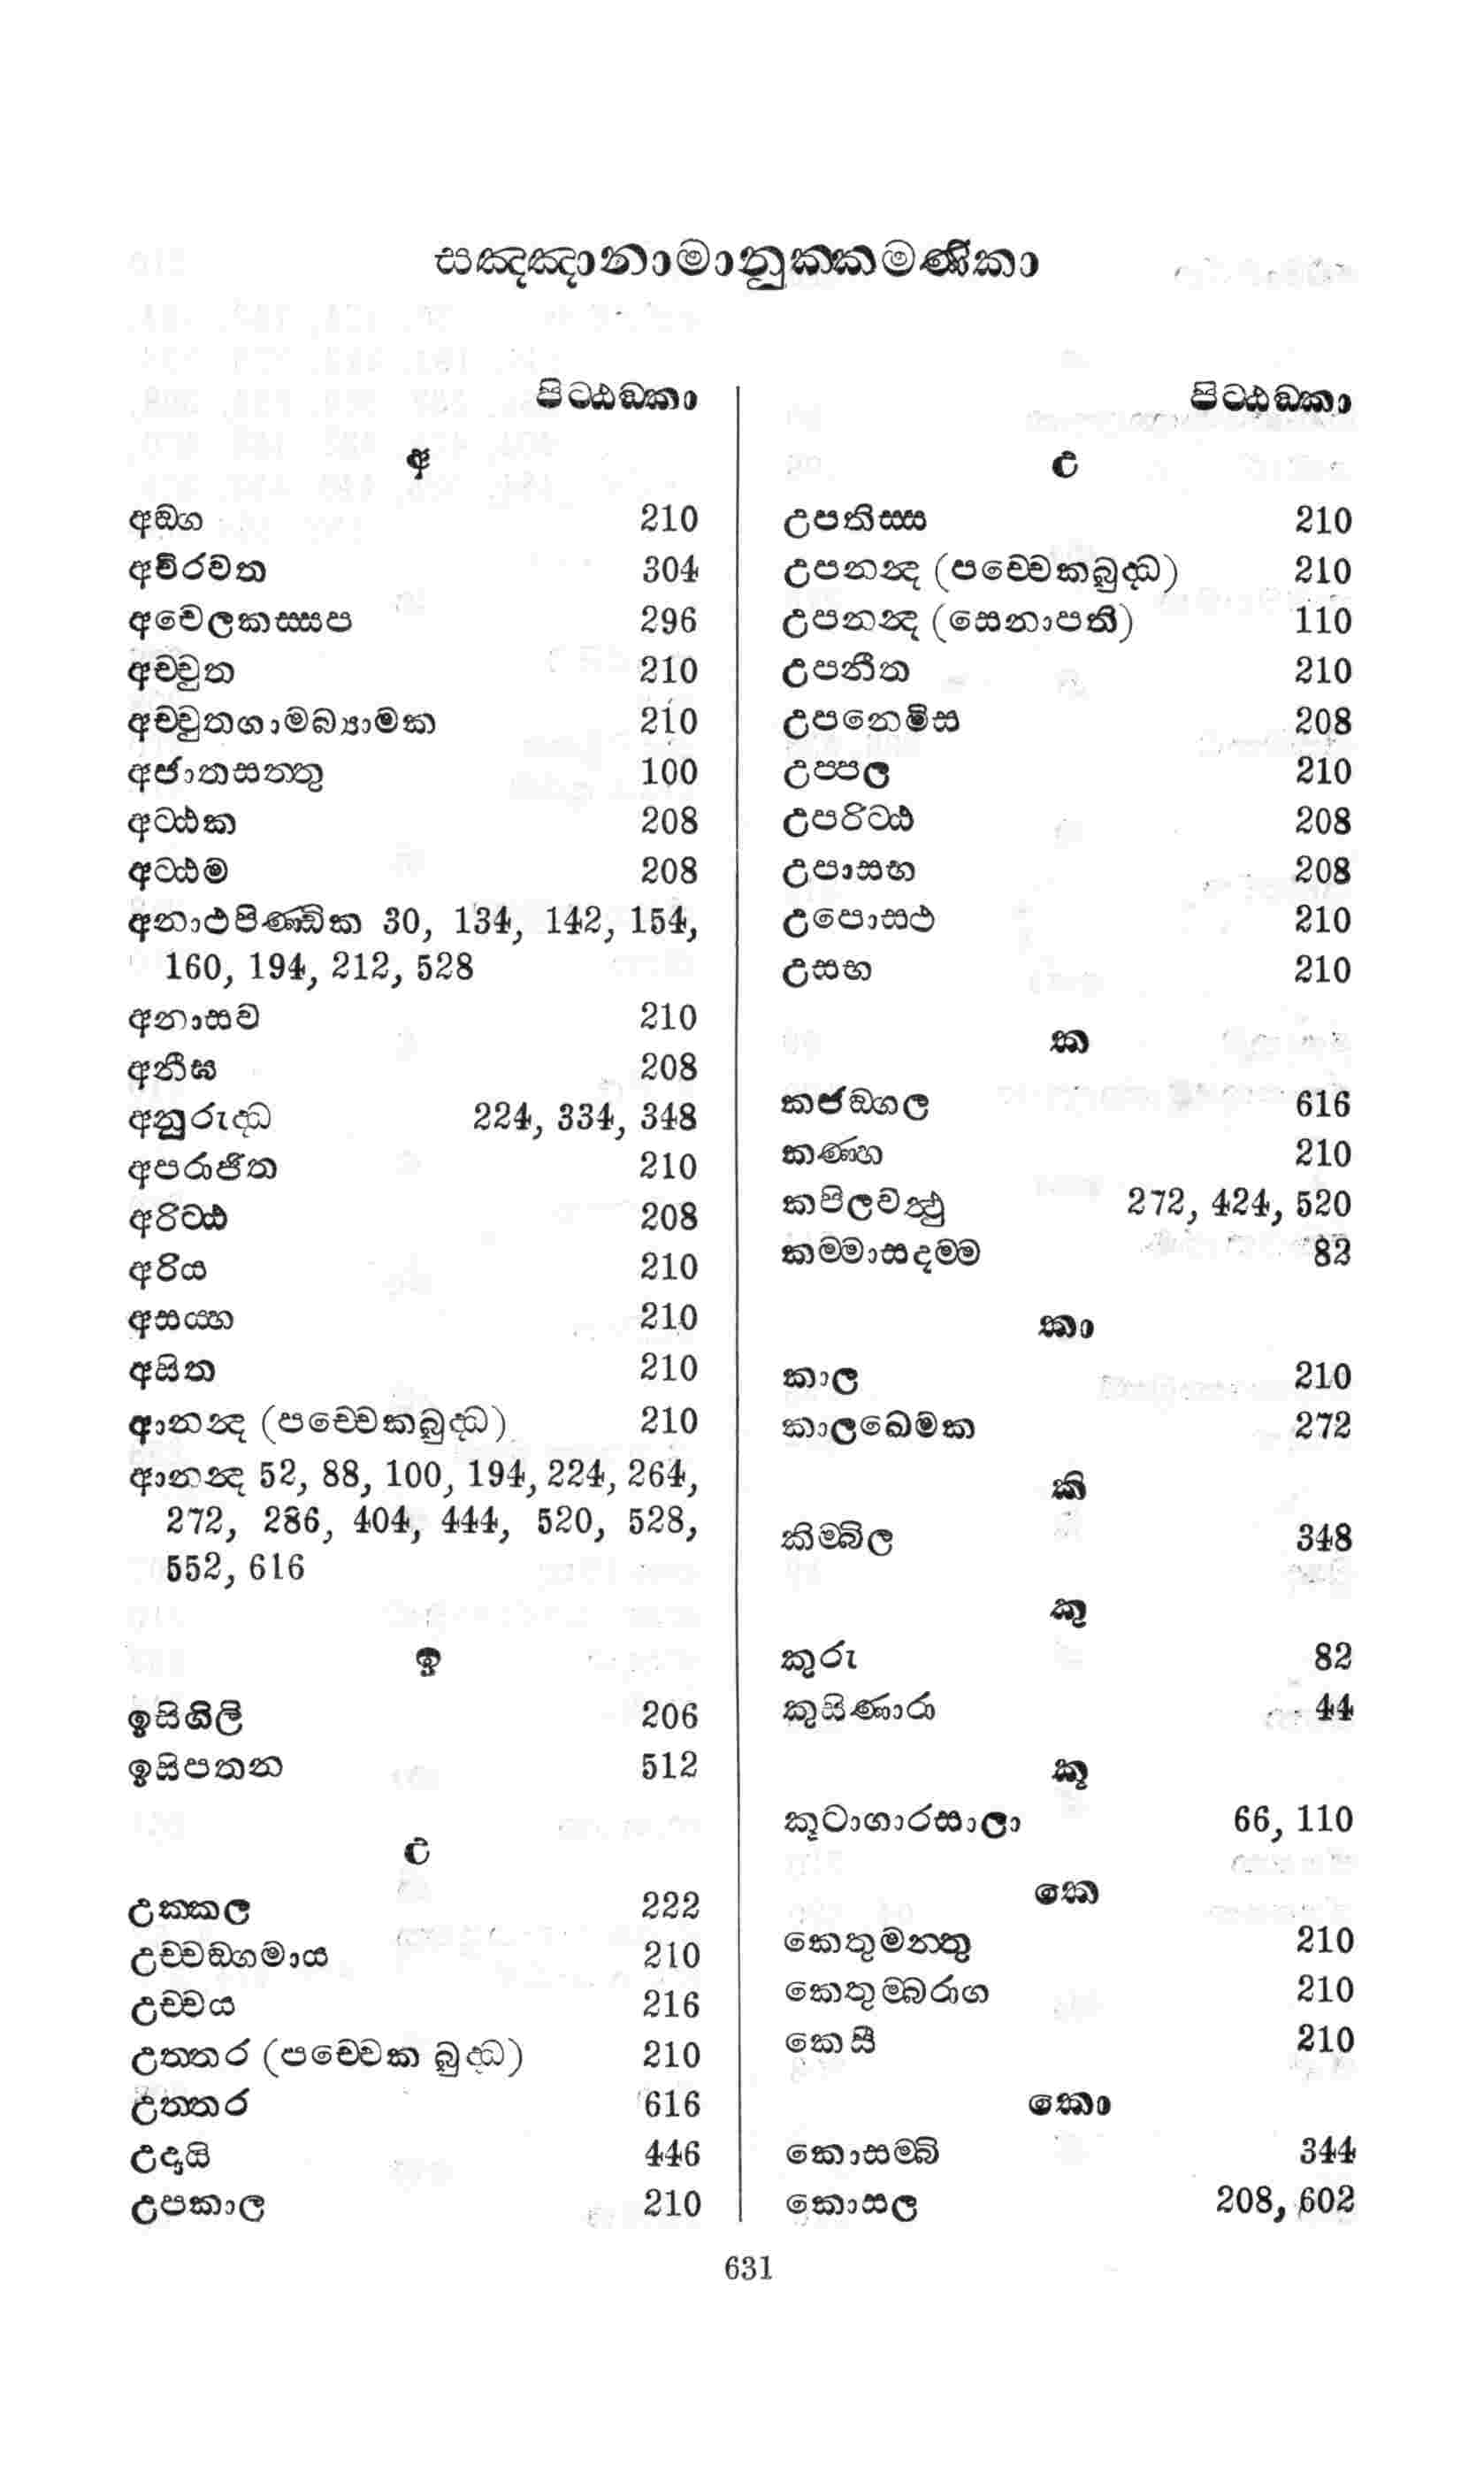 සඤ්ඤානාමානුක්කමණිකා
පිට්ඨඞ්කා
අ
අඞ්ග 210
අචිරවත 304
අචෙලකස්සප 296
අච්චුත 210
අච්චුතගාමබ්‍යාමක 210
අජාතසත්තු 100
අට්ඨක 208
අට්ඨම 208
අනාථපිණ්ඩික 30, 134, 142, 154,
160, 194, 212, 528
අනාසව 210
අනීඝ 208
අනුරුද්ධ 224, 334, 348
අපරාජිත 210
අරිට්ඨ 208
අරිය 210
අසය්හ 210
අසිත 210
ආනන්ද (පච්චෙකබුද්ධ) 210
ආනන්ද 52, 88, 100, 194, 224, 264,
272, 286, 404, 444, 520, 528,
552, 616
ඉ
ඉසිගිලි 206
ඉසිපතන 512
උ
උක්කල 222
උච්චඞ්ගමාය 210
උච්චය 216
උත්තර (පච්චෙක බුද්ධ) 210
උත්තර 616
උදායි 446
උපකාල 210
පිට්ඨඞ්කා
උ
උපතිස්ස 210
උපනන්ද (පච්චෙකබුද්ධ) 210
උපනන්ද (සෙනාපති) 110
උපනීත 210
උපනෙමිස 208
උප්පල 210
උපරිට්ඨ 208
උපාසභ 208
උපොසථ 210
උසභ 210
ක
කජඞ්ගල 616
කණ්හ 210
කපිලවත්ථු 272, 424, 520
කම්මාසදම්ම 82
කා
කාල 210
කාලඛෙමක 272
කි
කිම්බිල 348
කු
කුරු 82
කුසිණාරා 44
කූ
කූටාගාරසාලා 66, 110
කෙ
කෙතුමන්තු 210
කෙතුම්බරාග 210
කෙසී 210
කො
කොසම්බි 344
කොසල 208, 602
631